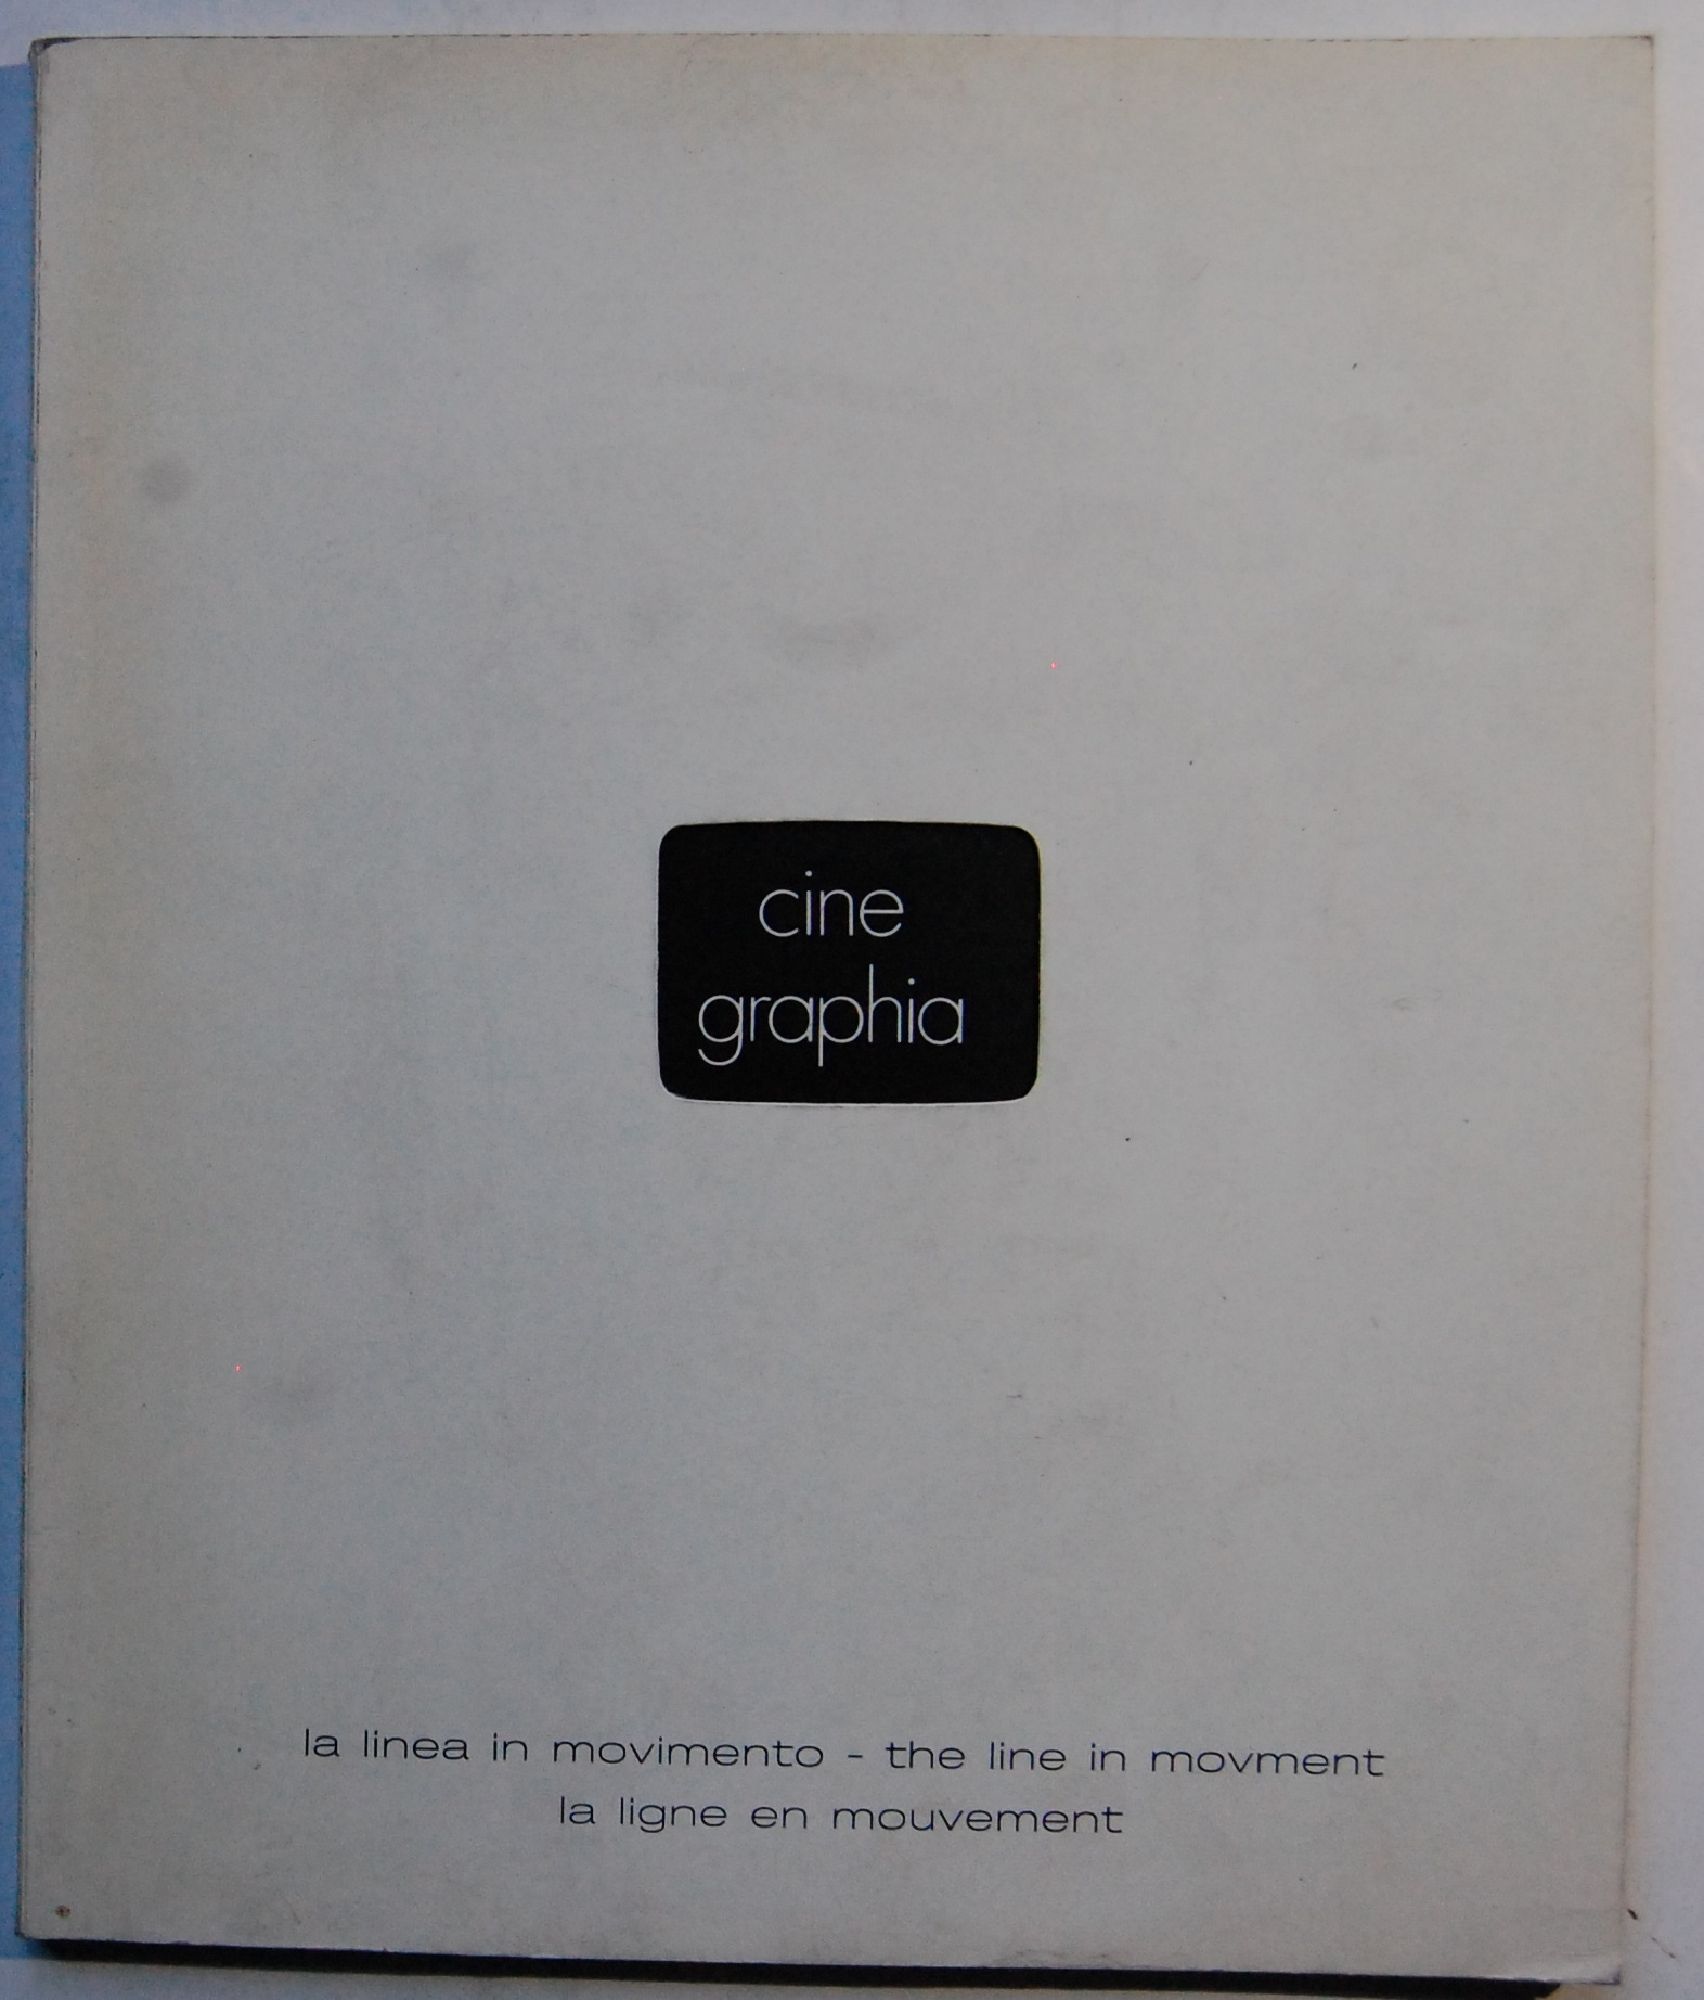 cine
graphia
la linea in movimento - the line in movment
la ligne en mouvement